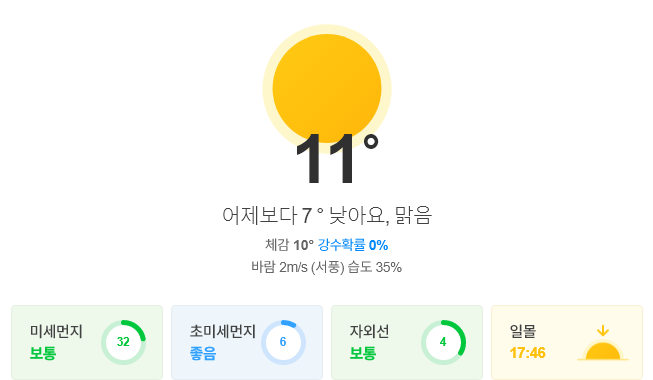 11°
어제보다 7 ° 낮아요, 맑음
체감 10° 강수확률 0%
바람 2m/s (서풍) 습도 35%
미세먼지
보통
32
초미세먼지
좋음
6
자외선
보통
4
일몰
17:46